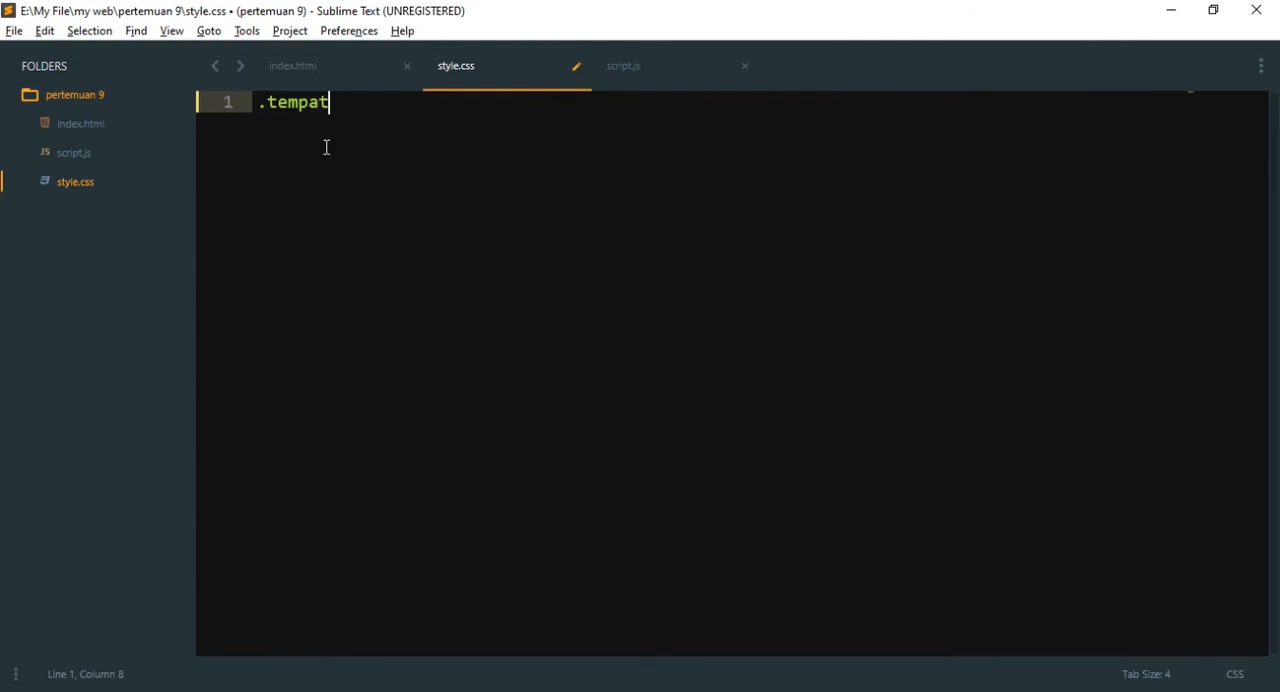 E:\My File\my web\pertemuan 9\style.css • (pertemuan 9) - Sublime Text (UNREGISTERED)
File Edit Selection Find View Goto Tools Project Preferences Help
FOLDERS
pertemuan 9
index.html
JS script.js
style.css
index.html
style.css
script.js
1 .tempat
Line 1, Column 8
Tab Size: 4
CSS